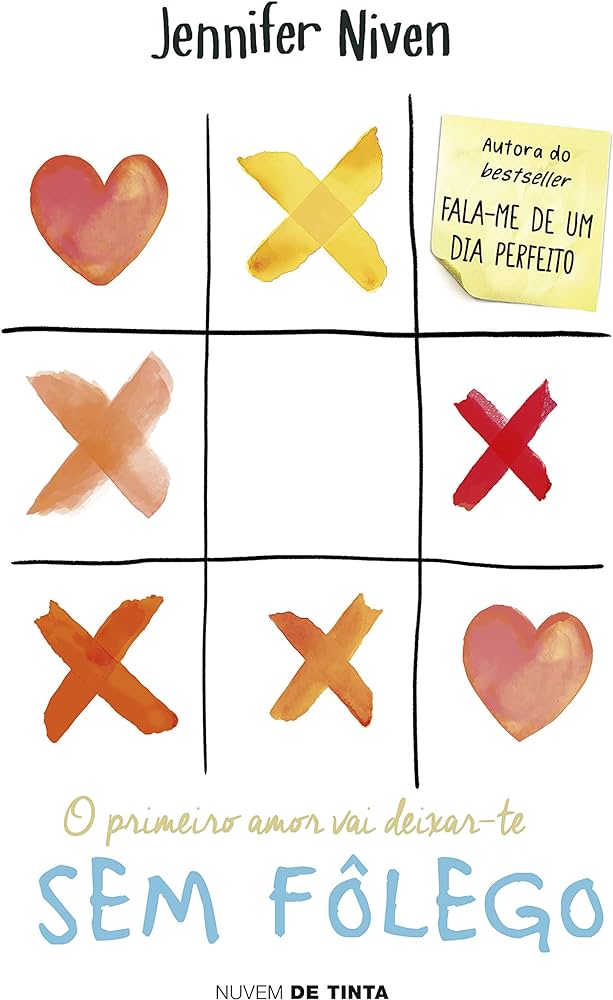 Jennifer Niven
Autora do
bestseller
FALA-ME DE UM
DIA PERFEITO
O primeiro amor vai deixar-te
SEM FÔLEGO
NUVEM DE TINTA